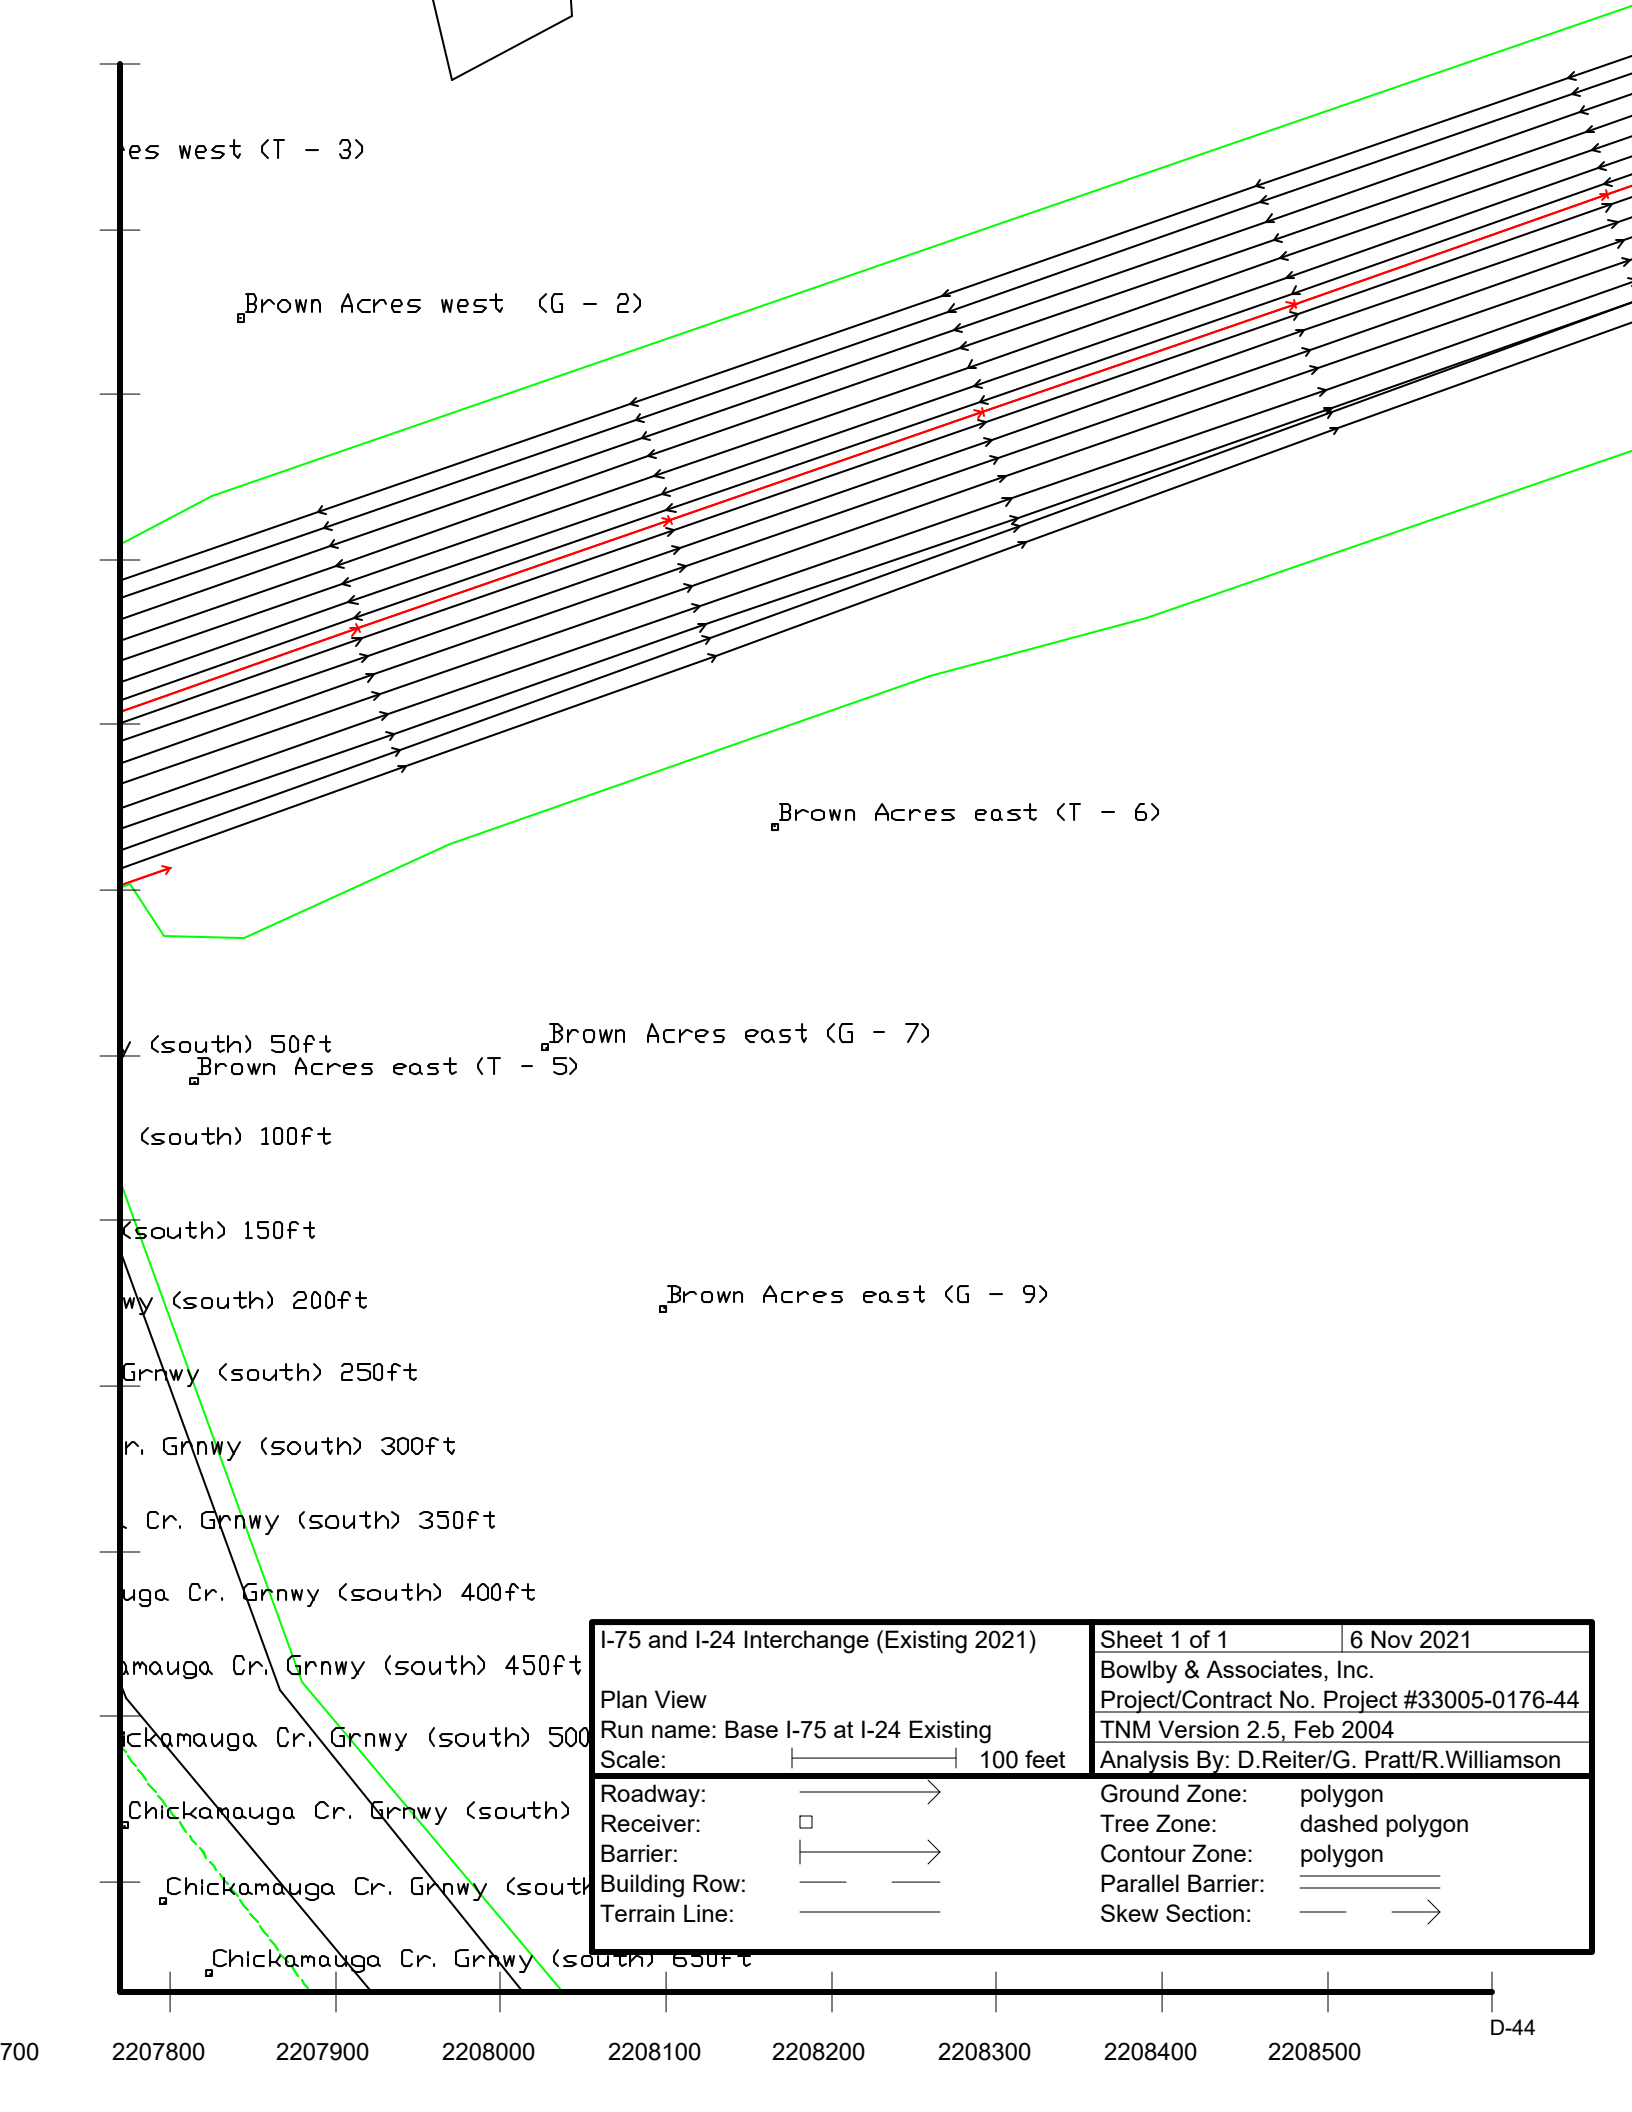 es west (T - 3)
Brown Acres west (G - 2)
Brown Acres east (T - 6)
Brown Acres east (G - 7)
y (south) 50ft
Brown Acres east (T - 5)
(south) 100ft
(south) 150ft
Brown Acres east (G - 9)
wy (south) 200ft
Grnwy (south) 250ft
r. Grnwy (south) 300ft
Cr. Grnwy (south) 350ft
uga Cr. Grnwy (south) 400ft
amauga Cr. Grnwy (south) 450ft
ickamauga Cr. Grnwy (south) 500
Chickamauga Cr. Grnwy (south)
Chickamauga Cr. Grnwy (south
Chickamauga Cr. Grnwy (south) 650ft
I-75 and I-24 Interchange (Existing 2021)
Plan View
Run name: Base I-75 at I-24 Existing
Scale: 100 feet
Sheet 1 of 1 6 Nov 2021
Bowlby & Associates, Inc.
Project/Contract No. Project #33005-0176-44
TNM Version 2.5, Feb 2004
Analysis By: D.Reiter/G. Pratt/R.Williamson
Roadway:
Receiver:
Barrier:
Building Row:
Terrain Line:
Ground Zone: polygon
Tree Zone: dashed polygon
Contour Zone: polygon
Parallel Barrier:
Skew Section:
D-44
700 2207800 2207900 2208000 2208100 2208200 2208300 2208400 2208500